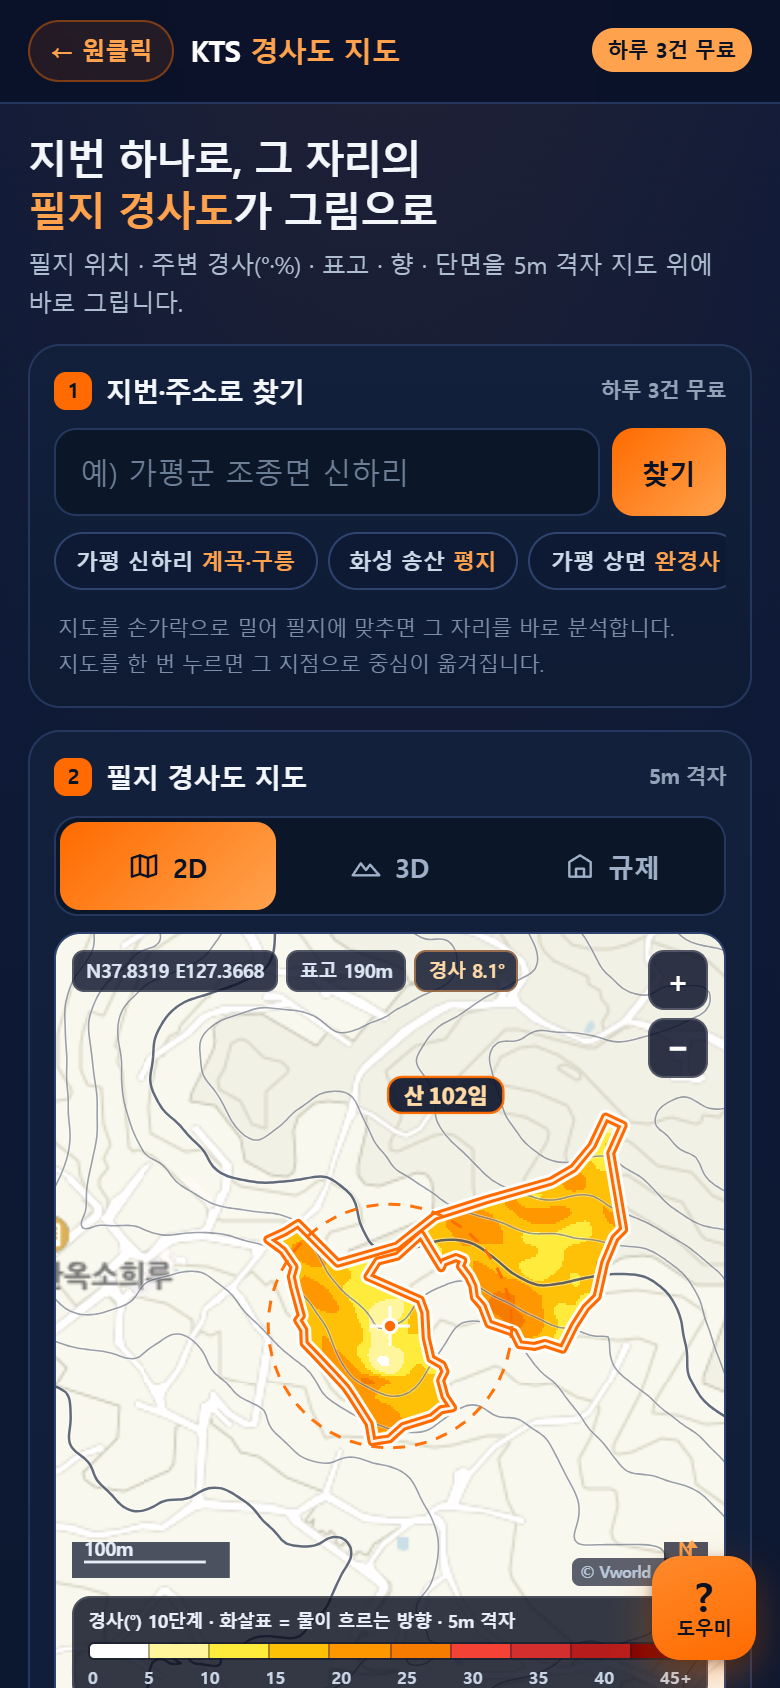 ← 원클릭
KTS 경사도 지도
하루 3건 무료
지번 하나로, 그 자리의
필지 경사도가 그림으로
필지 위치 · 주변 경사(°·%) · 표고 · 향 · 단면을 5m 격자 지도 위에
바로 그립니다.
1 지번·주소로 찾기
하루 3건 무료
예) 가평군 조종면 신하리
찾기
가평 신하리 계곡·구릉
화성 송산 평지
가평 상면 완경사
지도를 손가락으로 밀어 필지에 맞추면 그 자리를 바로 분석합니다.
지도를 한 번 누르면 그 지점으로 중심이 옮겨집니다.
2 필지 경사도 지도
5m 격자
2D
3D
규제
N37.8319 E127.3668
표고 190m
경사 8.1°
+
−
산 102임
옥소희루
100m
N
© Vworld
?
도우미
경사(°) 10단계 · 화살표 = 물이 흐르는 방향 · 5m 격자
0 5 10 15 20 25 30 35 40 45+